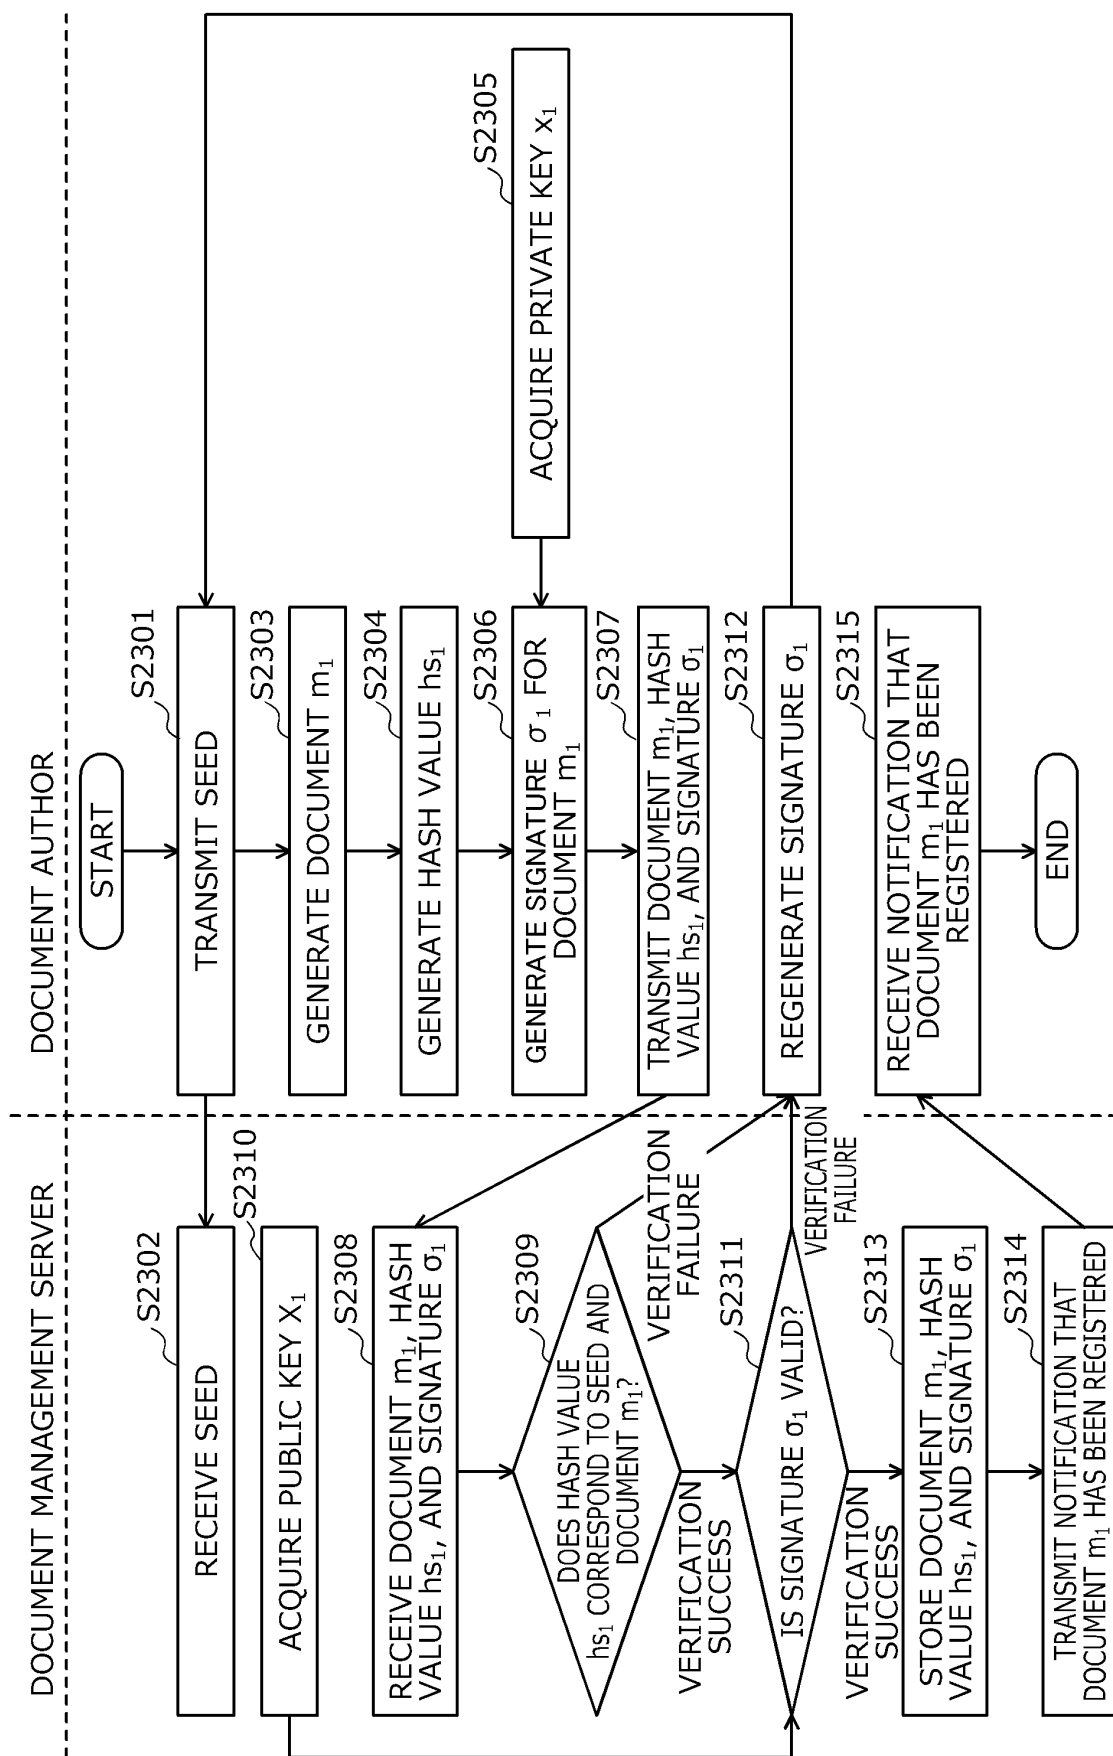 DOCUMENT MANAGEMENT SERVER
DOCUMENT AUTHOR
START
S2301
TRANSMIT SEED
S2302
RECEIVE SEED
S2303
GENERATE DOCUMENT m₁
S2310
ACQUIRE PUBLIC KEY X₁
S2304
GENERATE HASH VALUE hs₁
S2305
ACQUIRE PRIVATE KEY x₁
S2306
GENERATE SIGNATURE σ₁ FOR
DOCUMENT m₁
S2307
TRANSMIT DOCUMENT m₁, HASH
VALUE hs₁, AND SIGNATURE σ₁
S2308
RECEIVE DOCUMENT m₁, HASH
VALUE hs₁, AND SIGNATURE σ₁
S2309
DOES HASH VALUE
hs₁ CORRESPOND TO SEED AND
DOCUMENT m₁?
VERIFICATION
FAILURE
VERIFICATION
SUCCESS
S2311
IS SIGNATURE σ₁ VALID?
VERIFICATION
FAILURE
S2312
REGENERATE SIGNATURE σ₁
VERIFICATION
SUCCESS
S2313
STORE DOCUMENT m₁, HASH
VALUE hs₁, AND SIGNATURE σ₁
S2314
TRANSMIT NOTIFICATION THAT
DOCUMENT m₁ HAS BEEN REGISTERED
S2315
RECEIVE NOTIFICATION THAT
DOCUMENT m₁ HAS BEEN
REGISTERED
END